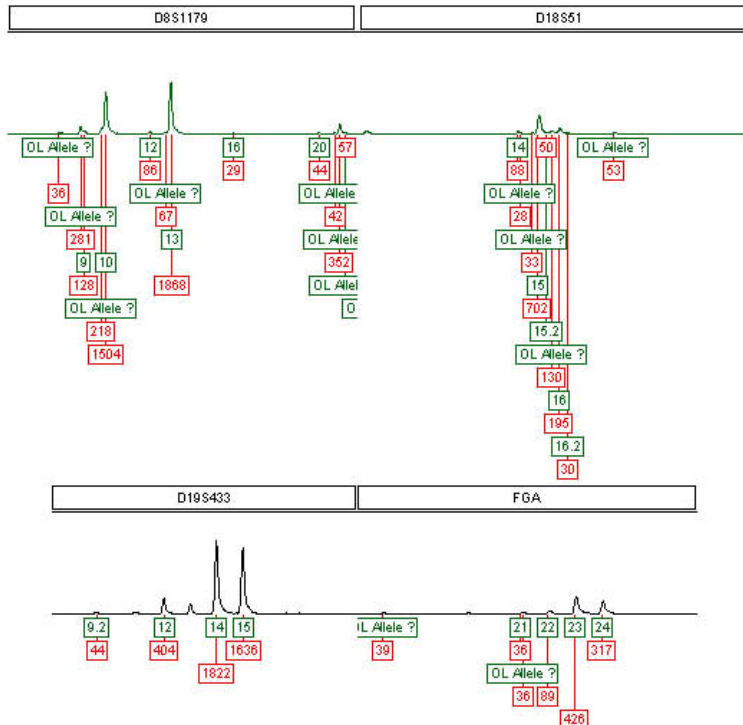 D8S1179 D18S51
OL Allele ? 12 16 20 57 14 50 OL Allele ?
36 86 29 44 88 53
OL Allele ? OL Allele ? 42 OL Allele ?
281 67 OL Allele 28
9 10 13 352 OL Allele ?
128 1868 OL Allel 33
OL Allele ? O 15
218 702
1504 15.2
OL Allele ?
130
16
195
16.2
30
D19S433 FGA
9.2 12 14 15 OL Allele ? 21 22 23 24
44 404 1636 39 36 89 317
1822 OL Allele ?
36 426